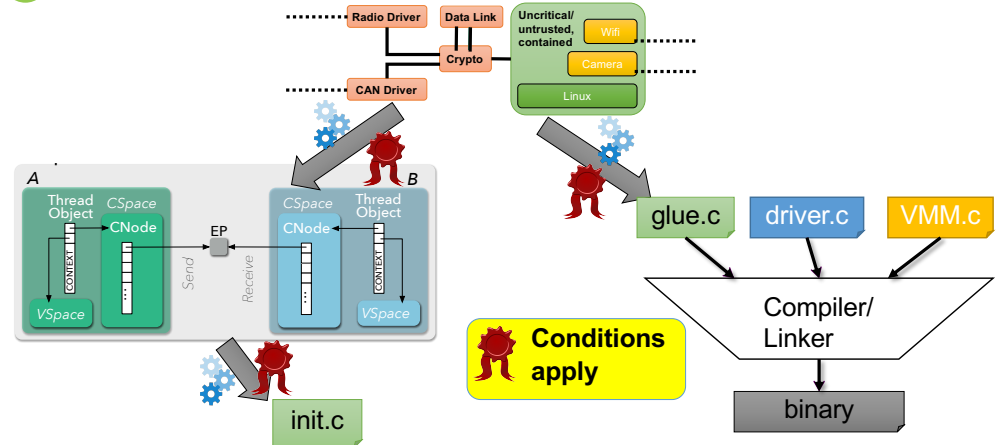 Radio Driver
Data Link
Uncritical/
untrusted,
contained
Wifi
Crypto
Camera
CAN Driver
Linux
A
B
Thread
Object
CSpace
CSpace
Thread
Object
CNode
EP
CNode
CONTEXT
Send
Receive
CONTEXT
...
...
VSpace
VSpace
glue.c
driver.c
VMM.c
Compiler/
Linker
Conditions
apply
init.c
binary